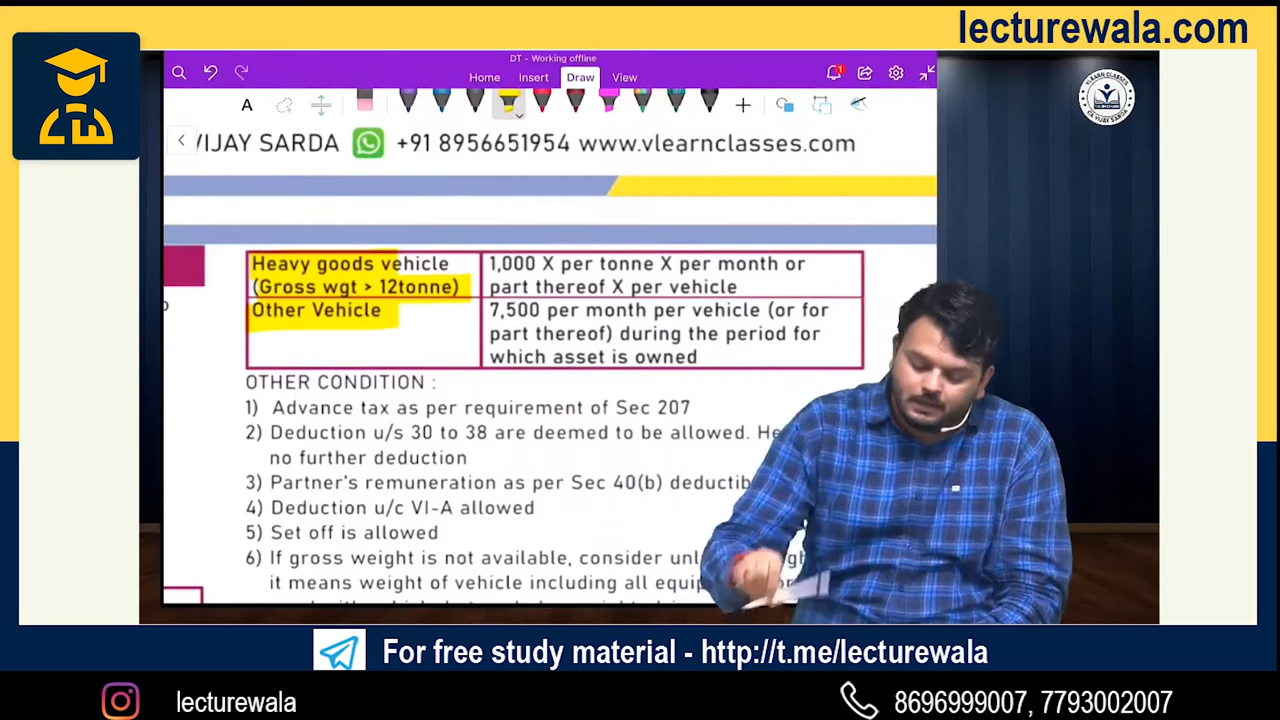 lecturewala.com
DT - Working offline
Home Insert Draw View
VIJAY SARDA +91 8956651954 www.vlearnclasses.com
VLEARN CLASSES
CA VIJAY SARDA
Heavy goods vehicle
(Gross wgt > 12tonne)
1,000 X per tonne X per month or
part thereof X per vehicle
Other Vehicle
7,500 per month per vehicle (or for
part thereof) during the period for
which asset is owned
OTHER CONDITION :
1) Advance tax as per requirement of Sec 207
2) Deduction u/s 30 to 38 are deemed to be allowed.
no further deduction
3) Partner's remuneration as per Sec 40(b)
4) Deduction u/c VI-A allowed
5) Set off is allowed
6) If gross weight is not available, consider
it means weight of vehicle including all
For free study material - http://t.me/lecturewala
lecturewala
8696999007, 7793002007